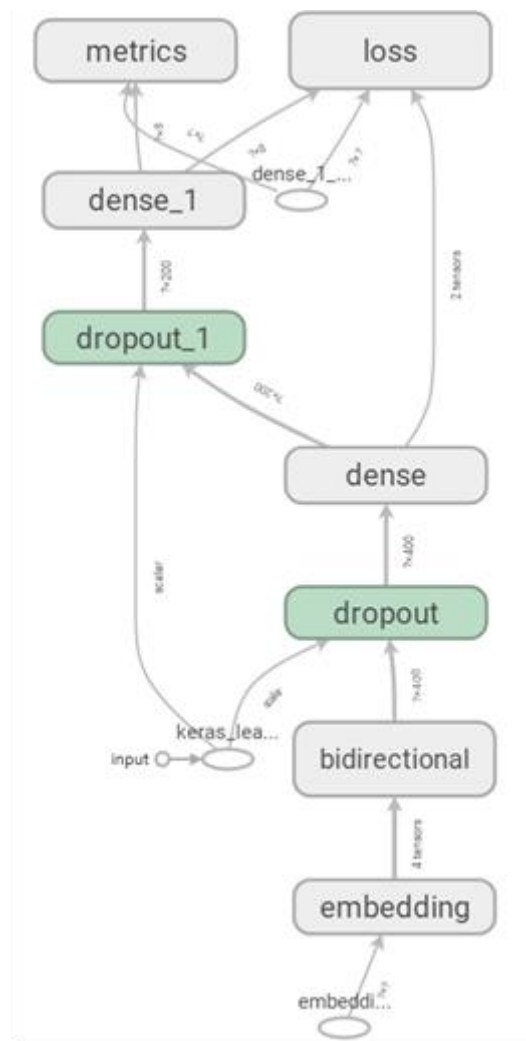 metrics
loss
?×?
dense_1_...
?×?
dense_1
?×200
2 tensors
dropout_1
?×200
dense
?×400
scalar
dropout
?×400
keras_lea...
input
bidirectional
4 tensors
embedding
embeddi...
?×?